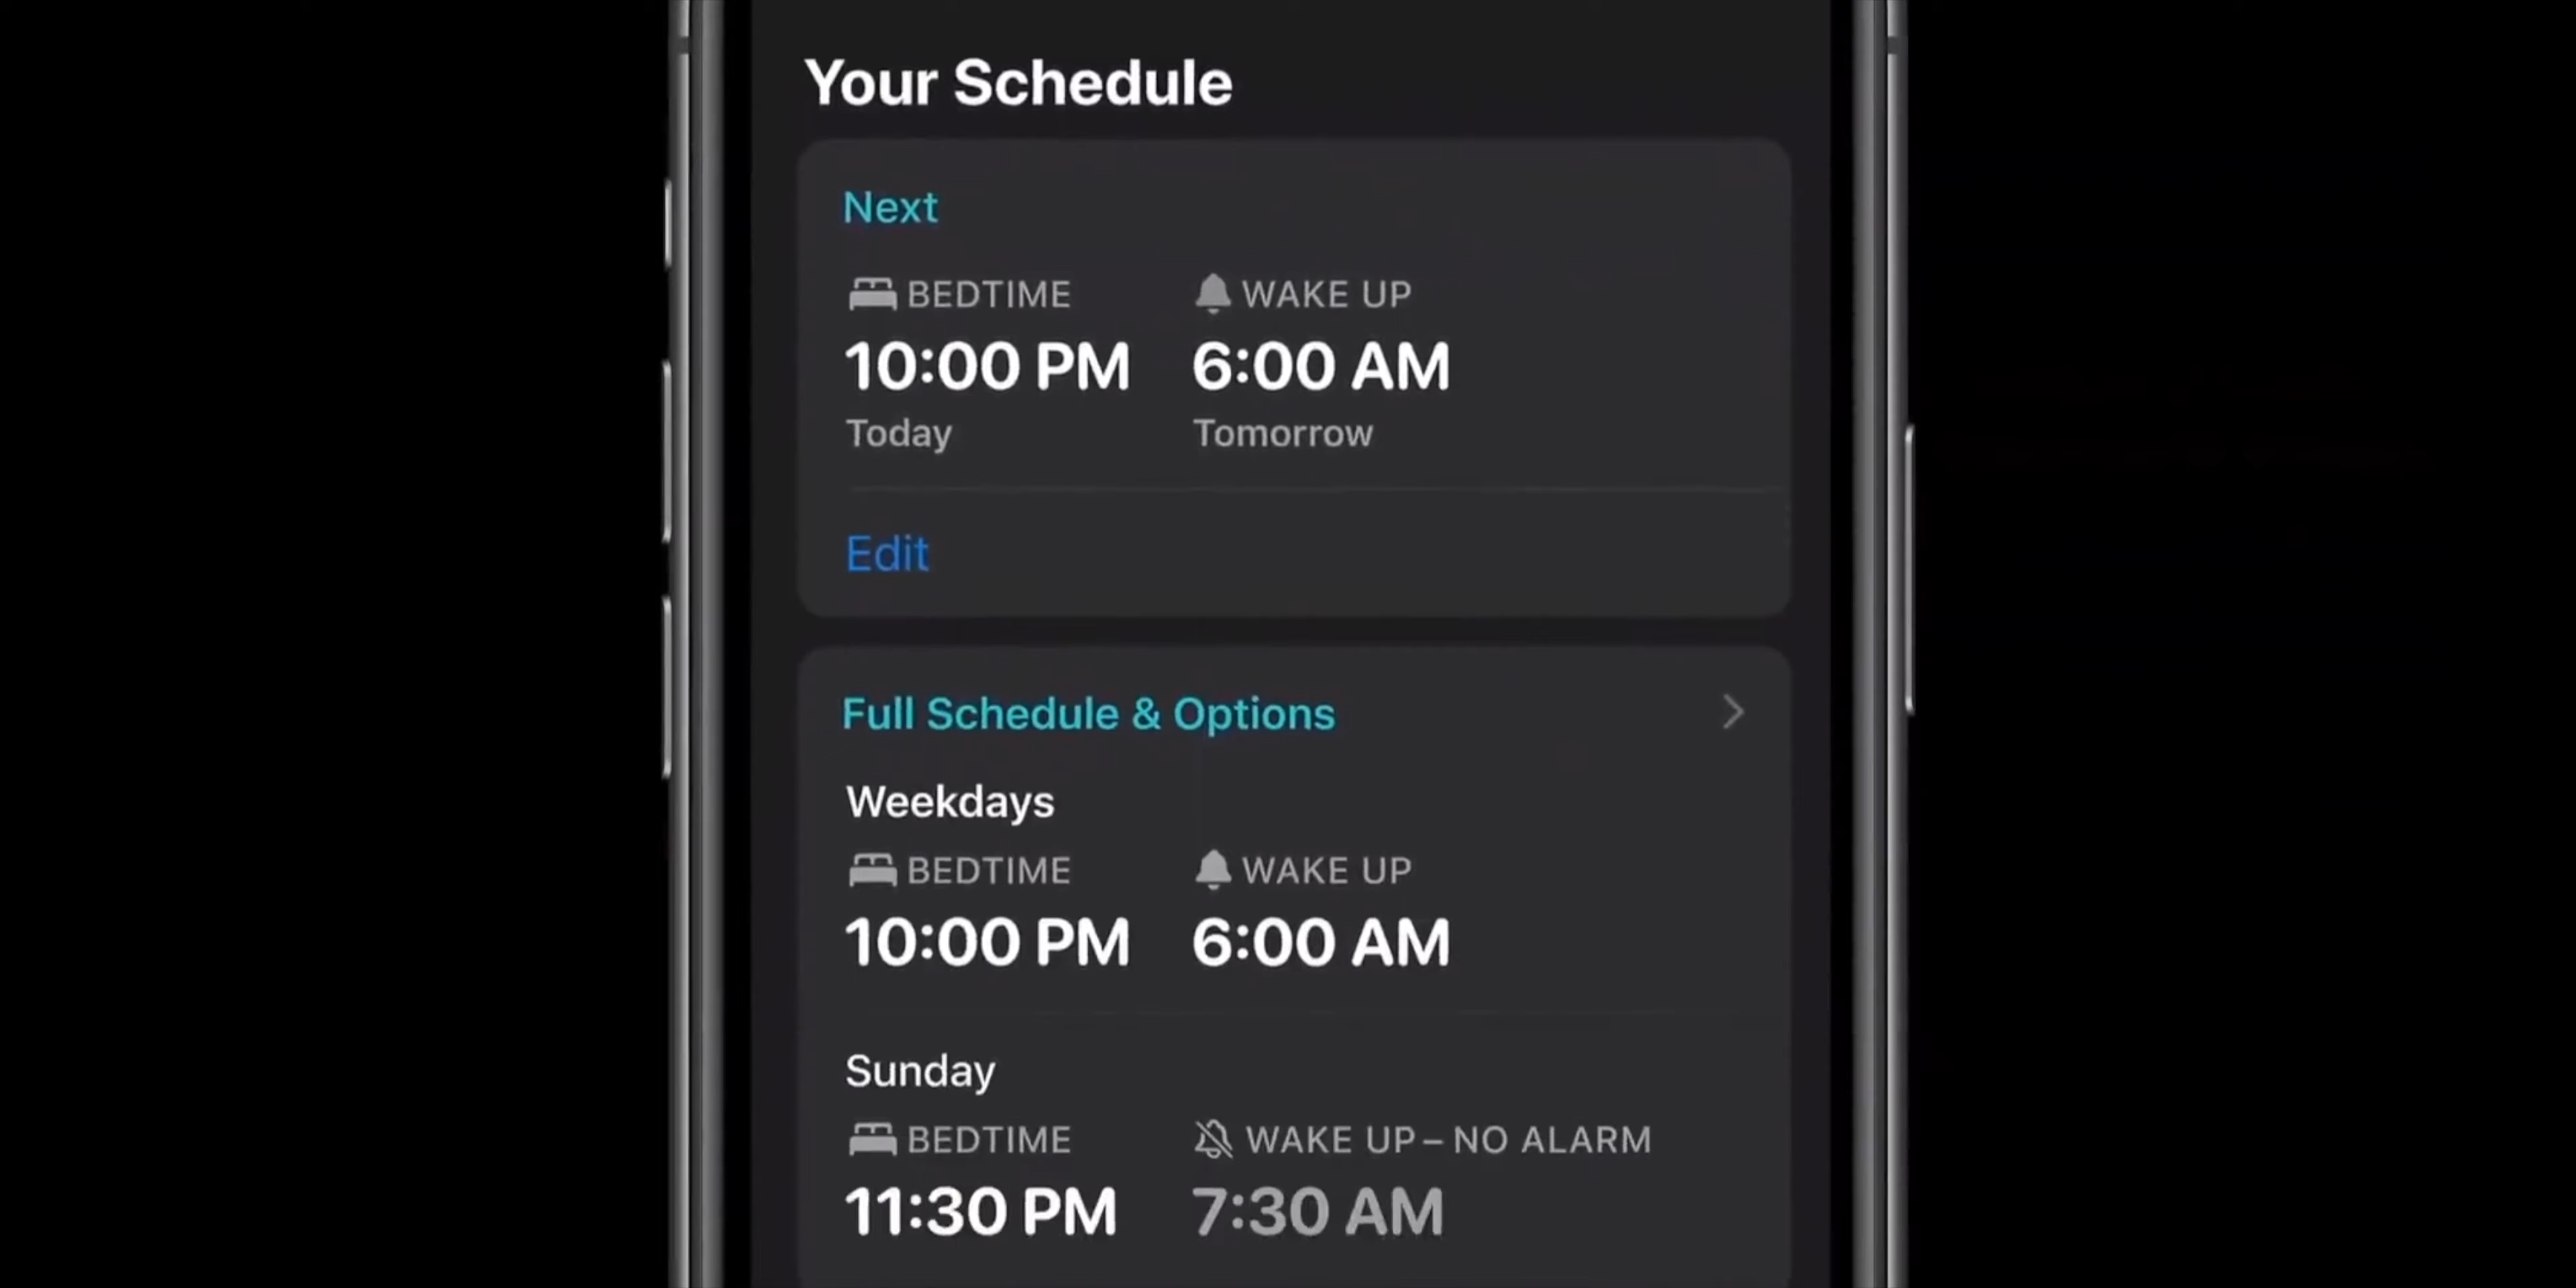 Your Schedule
Next
BEDTIME WAKE UP
10:00 PM 6:00 AM
Today Tomorrow
Edit
Full Schedule & Options
Weekdays
BEDTIME WAKE UP
10:00 PM 6:00 AM
Sunday
BEDTIME WAKE UP – NO ALARM
11:30 PM 7:30 AM